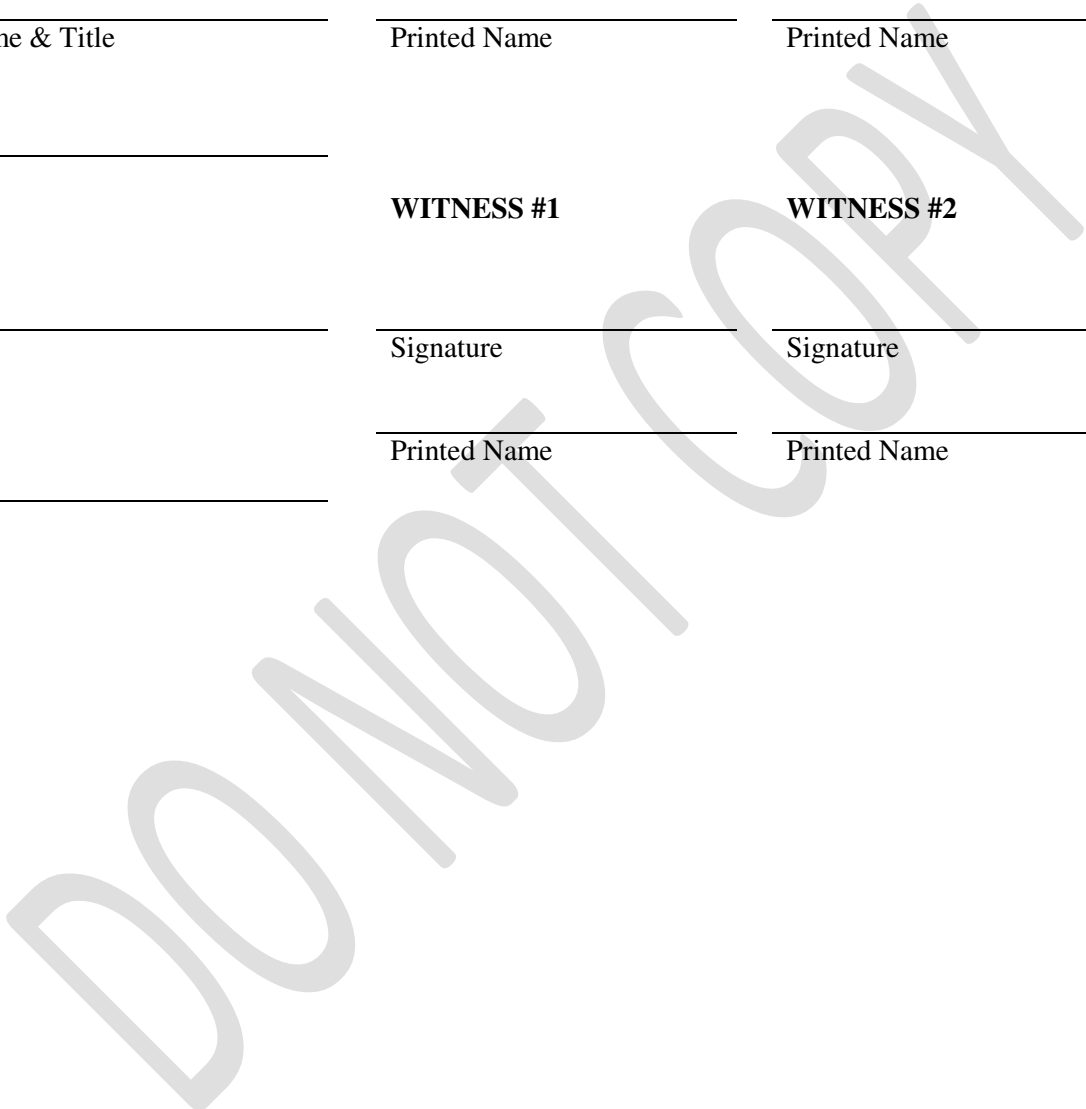 & Title Printed Name Printed Name
WITNESS #1 WITNESS #2
Signature Signature
Printed Name Printed Name
DO NOT COPY